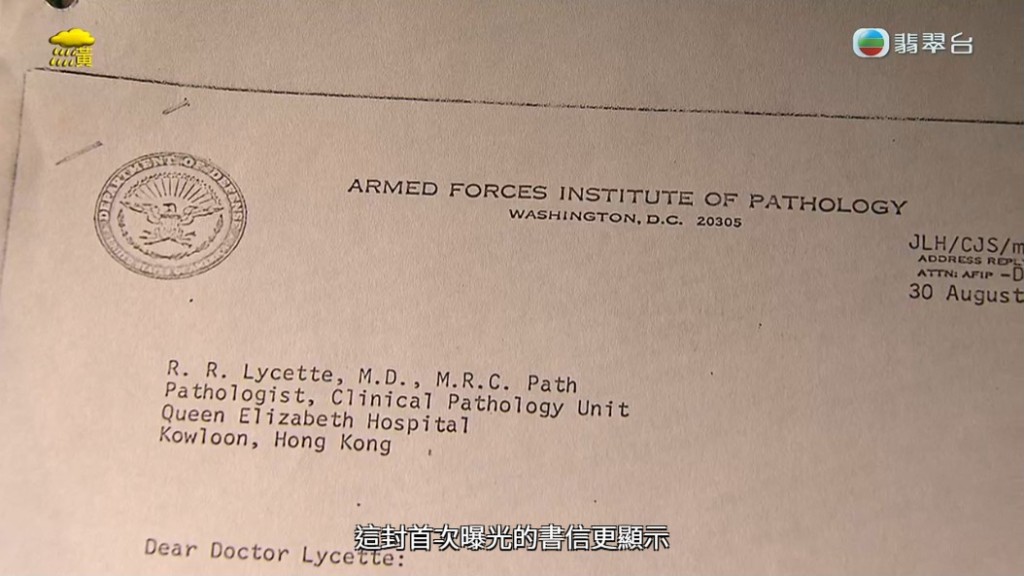 黃
翡翠台
DEPARTMENT OF DEFENSE
ARMED FORCES INSTITUTE OF PATHOLOGY
WASHINGTON, D.C. 20305
JLH/CJS/m
ADDRESS REPLY
ATTN: AFIP -D
30 August
R. R. Lycette, M.D., M.R.C. Path
Pathologist, Clinical Pathology Unit
Queen Elizabeth Hospital
Kowloon, Hong Kong
Dear Doctor Lycette:
這封首次曝光的書信更顯示